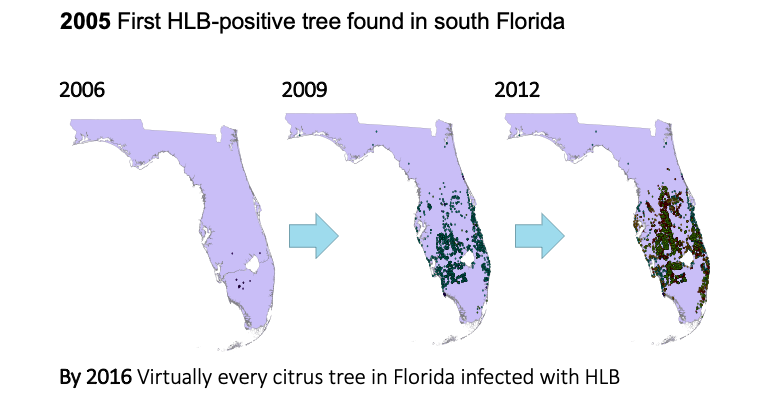 2005 First HLB-positive tree found in south Florida
2006
2009
2012
By 2016 Virtually every citrus tree in Florida infected with HLB